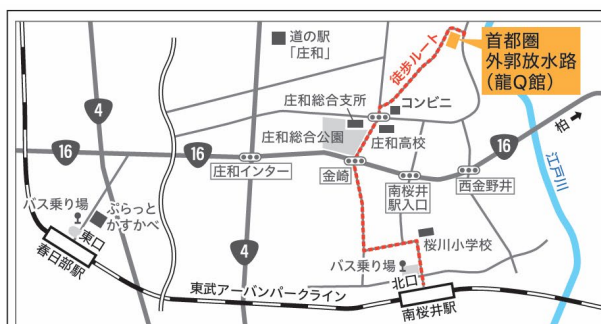 道の駅
「庄和」
徒歩ルート
首都圏
外郭放水路
(龍Q館)
4
コンビニ
庄和総合支所
庄和総合公園
庄和高校
柏
16
16
16
庄和インター
金崎
南桜井
駅入口
西金野井
江戸川
バス乗り場
ぷらっと
かすかべ
東口
春日部駅
4
桜川小学校
バス乗り場
北口
東武アーバンパークライン
南桜井駅